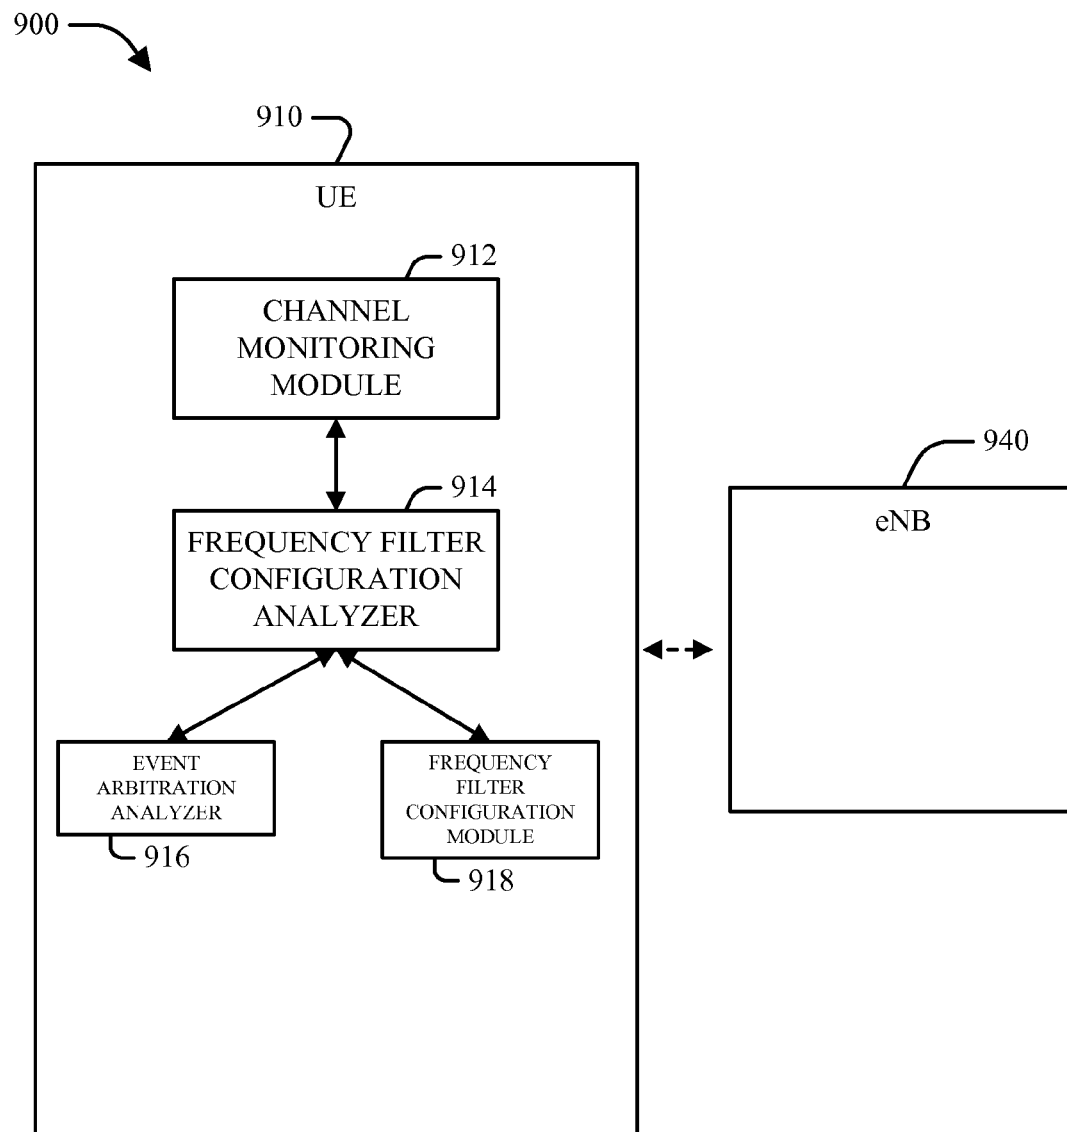 900
910
UE
912
CHANNEL
MONITORING
MODULE
914
FREQUENCY FILTER
CONFIGURATION
ANALYZER
940
eNB
EVENT
ARBITRATION
ANALYZER
916
FREQUENCY
FILTER
CONFIGURATION
MODULE
918